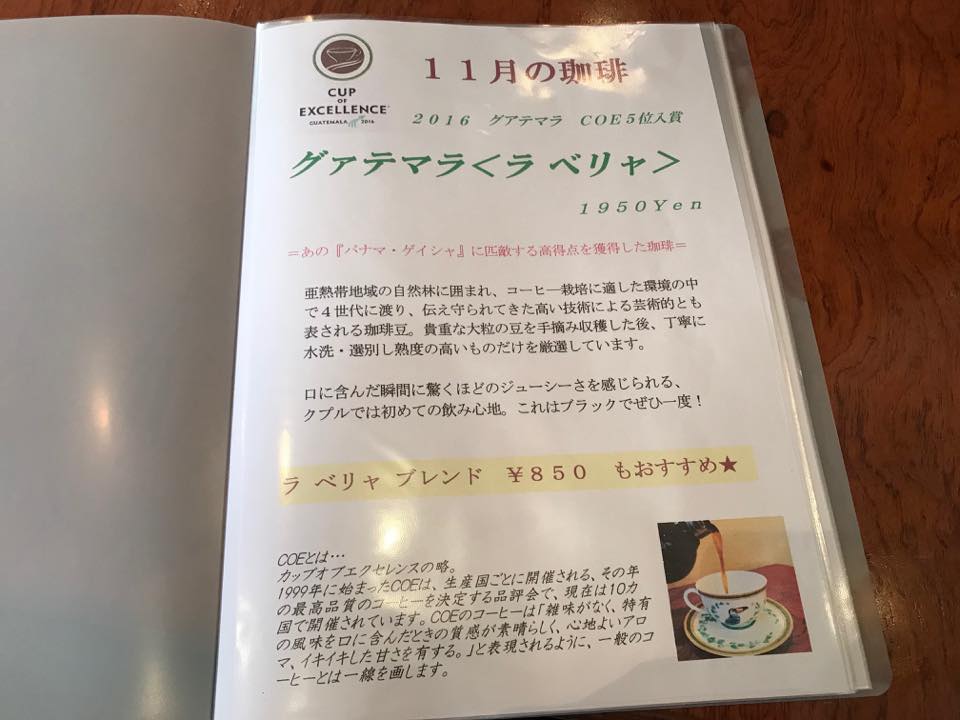 CUP
OF
EXCELLENCE
GUATEMALA 2016
１１月の珈琲
２０１６ グアテマラ ＣＯＥ５位入賞
グァテマラ＜ラ ベリャ＞
１９５０Ｙｅｎ
＝あの『パナマ・ゲイシャ』に匹敵する高得点を獲得した珈琲＝
亜熱帯地域の自然林に囲まれ、コーヒー栽培に適した環境の中
で４世代に渡り、伝え守られてきた高い技術による芸術的とも
表される珈琲豆。貴重な大粒の豆を手摘み収穫した後、丁寧に
水洗・選別し熟度の高いものだけを厳選しています。
口に含んだ瞬間に驚くほどのジューシーさを感じられる、
クプルでは初めての飲み心地。これはブラックでぜひ一度！
ラ ベリャ ブレンド ￥８５０ もおすすめ★
COEとは…
カップオブエクセレンスの略。
1999年に始まったCOEは、生産国ごとに開催される、その年
の最高品質のコーヒーを決定する品評会で、現在は10カ
国で開催されています。COEのコーヒーは「雑味がなく、特有
の風味を口に含んだときの質感が素晴らしく、心地よいアロ
マ、イキイキした甘さを有する。」と表現されるように、一般のコ
ーヒーとは一線を画します。